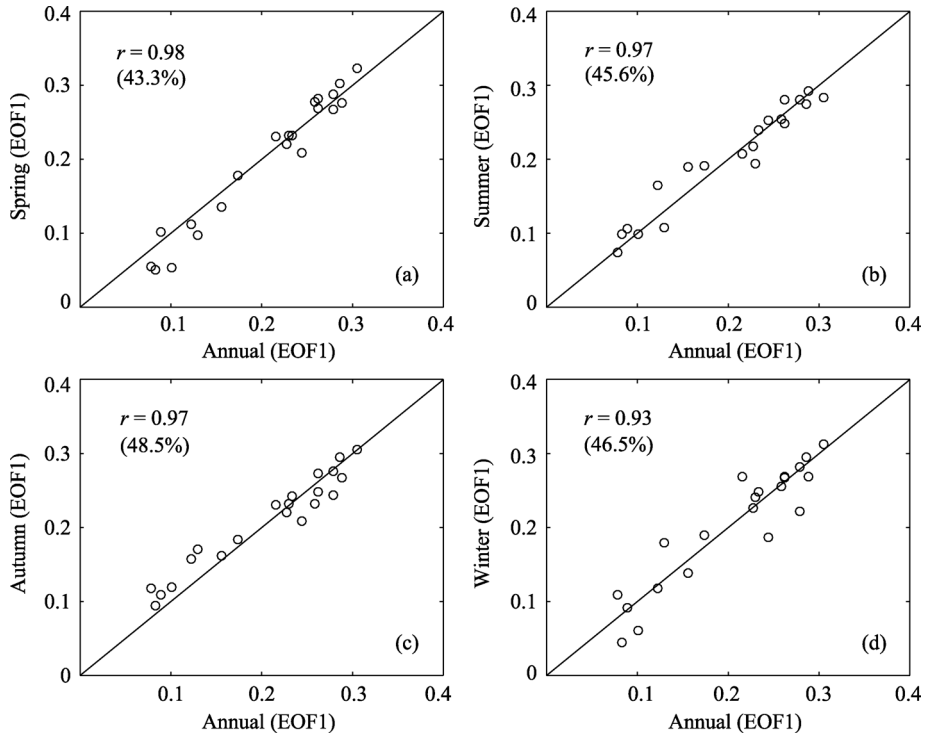 0.4
0.3
0.2
0.1
0
Spring (EOF1)
r = 0.98
(43.3%)
(a)
0.1 0.2 0.3 0.4
Annual (EOF1)
0.4
0.3
0.2
0.1
0
Summer (EOF1)
r = 0.97
(45.6%)
(b)
0.1 0.2 0.3 0.4
Annual (EOF1)
0.4
0.3
0.2
0.1
0
Autumn (EOF1)
r = 0.97
(48.5%)
(c)
0.1 0.2 0.3 0.4
Annual (EOF1)
0.4
0.3
0.2
0.1
0
Winter (EOF1)
r = 0.93
(46.5%)
(d)
0.1 0.2 0.3 0.4
Annual (EOF1)